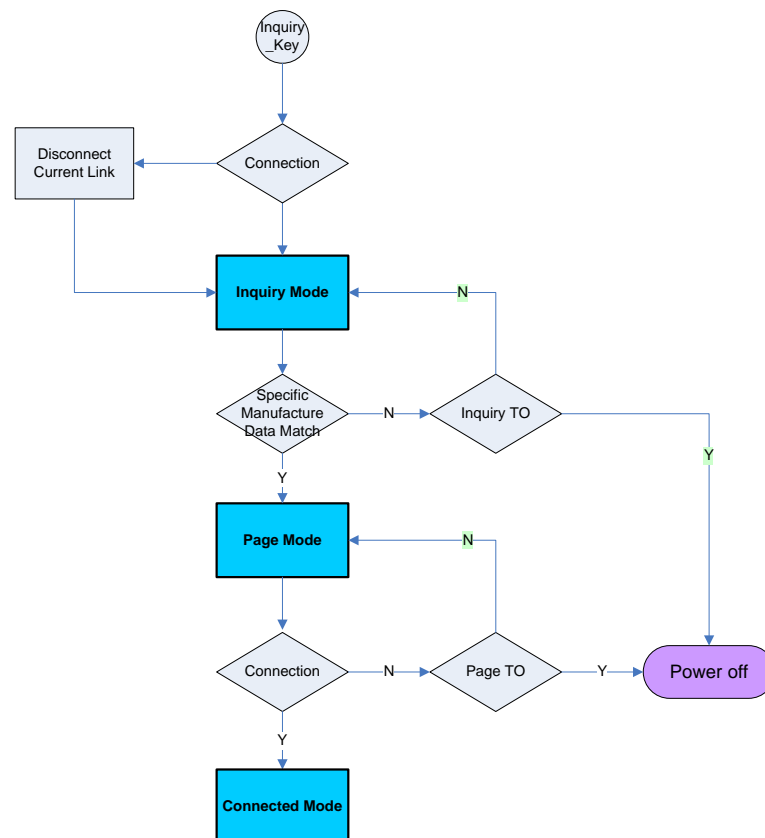 Inquiry
_Key
Disconnect
Current Link
Connection
Inquiry Mode
N
Specific
Manufacture
Data Match
N
Inquiry TO
Y
Y
Page Mode
N
Connection
N
Page TO
Y
Power off
Y
Connected Mode